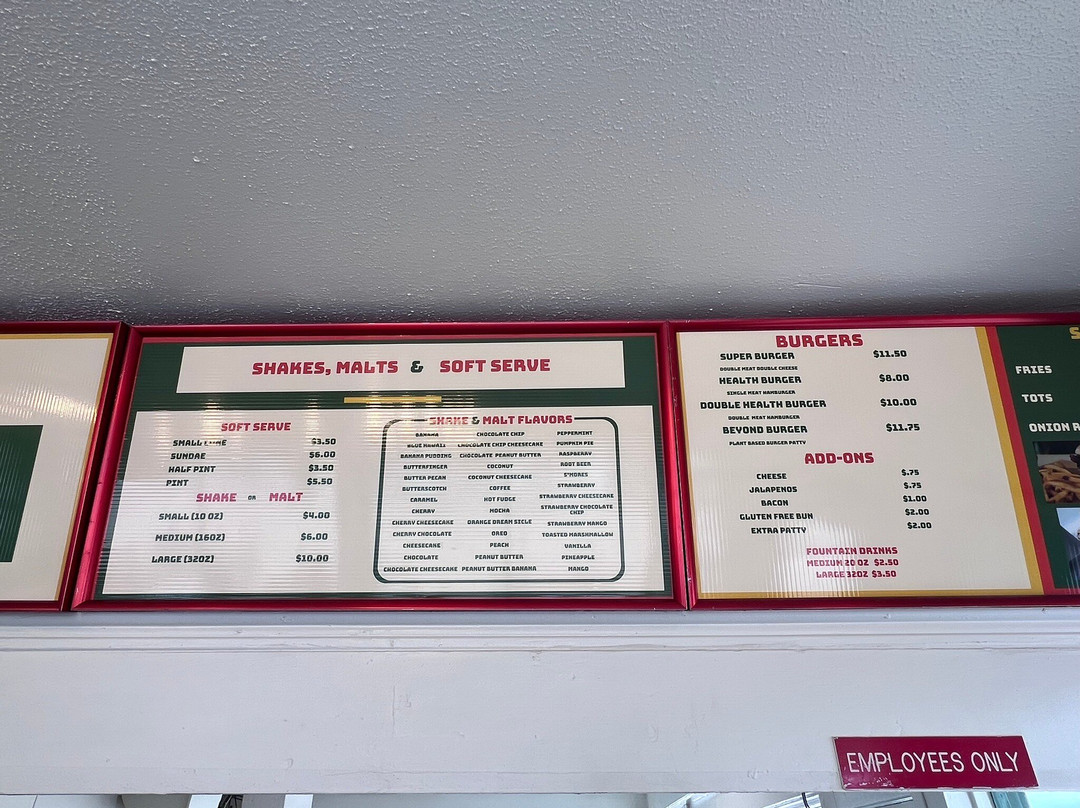 SHAKES, MALTS & SOFT SERVE
SOFT SERVE
SMALL CONE $3.50
SUNDAE $6.00
HALF PINT $3.50
PINT $5.50
SHAKE OR MALT
SMALL (10 OZ) $4.00
MEDIUM (16OZ) $6.00
LARGE (32OZ) $10.00
SHAKE & MALT FLAVORS
BANANA
BLUE HAWAII
BANANA PUDDING
BUTTERFINGER
BUTTER PECAN
BUTTERSCOTCH
CARAMEL
CHERRY
CHERRY CHEESECAKE
CHERRY CHOCOLATE
CHEESECAKE
CHOCOLATE
CHOCOLATE CHEESECAKE
CHOCOLATE CHIP
CHOCOLATE CHIP CHEESECAKE
CHOCOLATE PEANUT BUTTER
COCONUT
COCONUT CHEESECAKE
COFFEE
HOT FUDGE
MOCHA
ORANGE DREAM SICLE
OREO
PEACH
PEANUT BUTTER
PEANUT BUTTER BANANA
PEPPERMINT
PUMPKIN PIE
RASPBERRY
ROOT BEER
S'MORES
STRAWBERRY
STRAWBERRY CHEESECAKE
STRAWBERRY CHOCOLATE
CHIP
STRAWBERRY MANGO
TOASTED MARSHMALLOW
VANILLA
PINEAPPLE
MANGO
BURGERS
SUPER BURGER $11.50
DOUBLE MEAT DOUBLE CHEESE
HEALTH BURGER $8.00
SINGLE MEAT HAMBURGER
DOUBLE HEALTH BURGER $10.00
DOUBLE MEAT HAMBURGER
BEYOND BURGER $11.75
PLANT BASED BURGER PATTY
ADD-ONS
CHEESE $.75
JALAPENOS $.75
BACON $1.00
GLUTEN FREE BUN $2.00
EXTRA PATTY $2.00
FOUNTAIN DRINKS
MEDIUM 20 OZ $2.50
LARGE 32OZ $3.50
FRIES
TOTS
ONION
EMPLOYEES ONLY